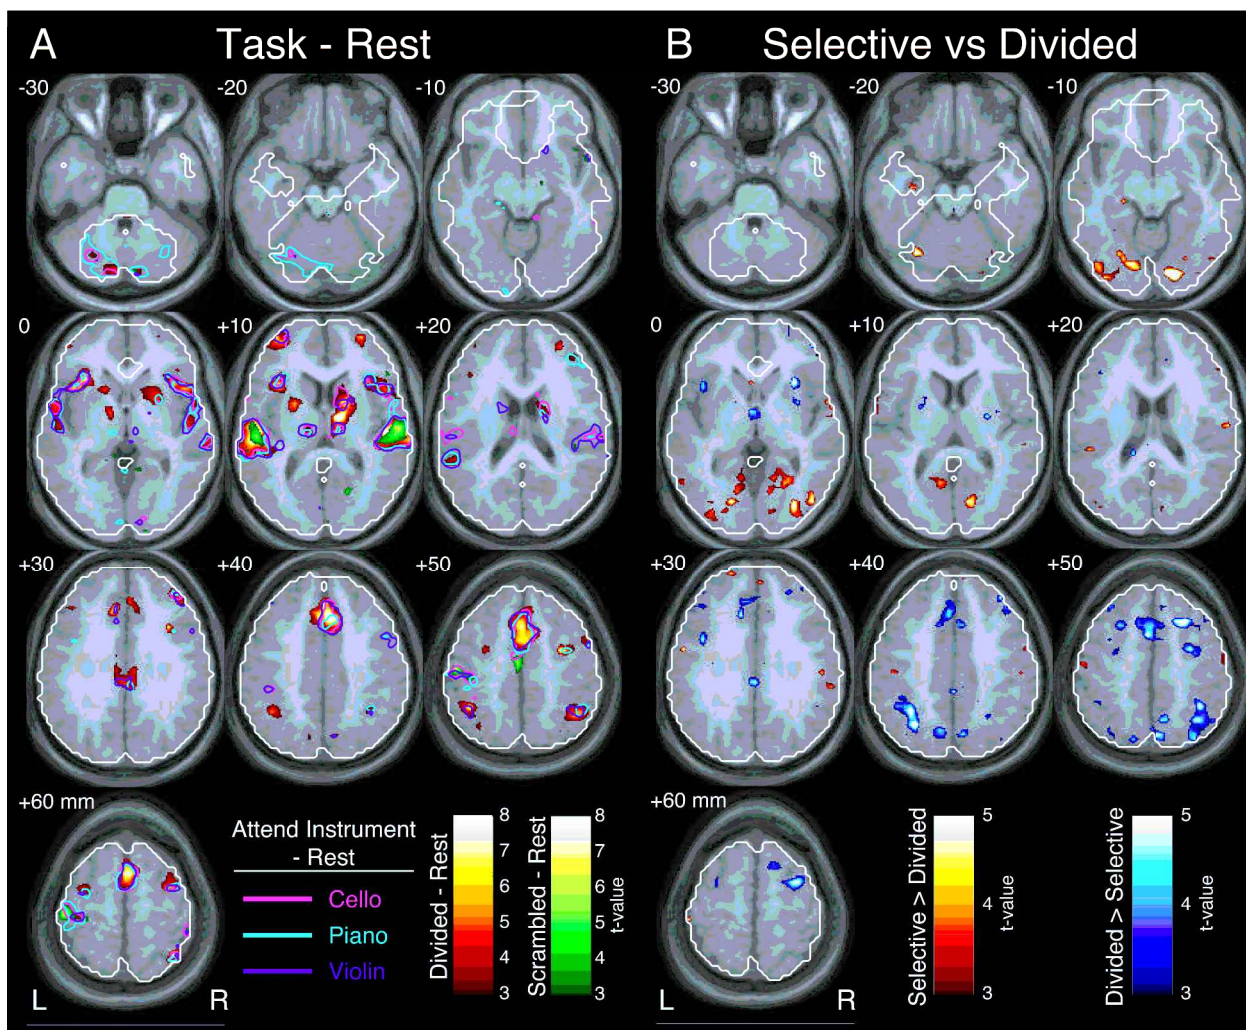 A Task - Rest
B Selective vs Divided
-30 -20 -10
-30 -20 -10
0 +10 +20
0 +10 +20
+30 +40 +50
+30 +40 +50
+60 mm
Attend Instrument
- Rest
Cello
Piano
Violin
Divided - Rest
8
7
6
5
4
3
Scrambled - Rest
8
7
6
5
4
3
t-value
L R
+60 mm
Selective > Divided
5
4
3
t-value
Divided > Selective
5
4
3
t-value
L R